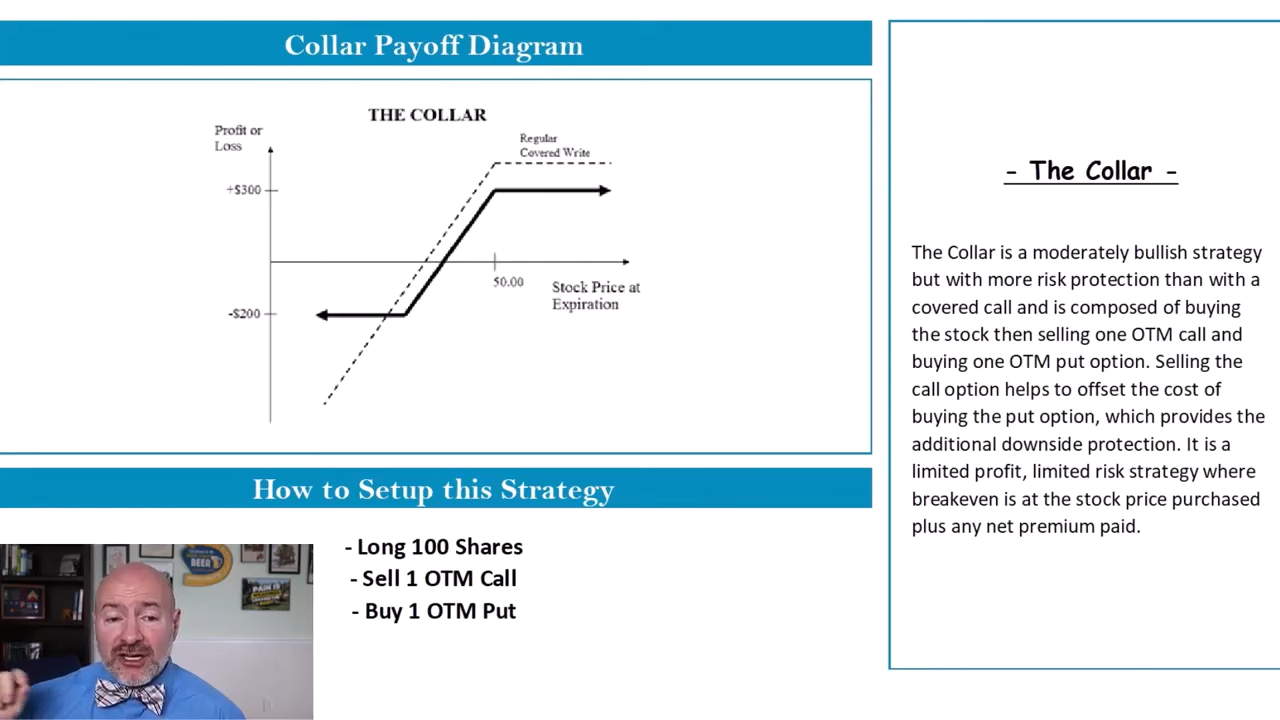 Collar Payoff Diagram
THE COLLAR
Profit or
Loss
Regular
Covered Write
+$300
50.00
Stock Price at
Expiration
-$200
How to Setup this Strategy
- Long 100 Shares
- Sell 1 OTM Call
- Buy 1 OTM Put
BEER
- The Collar -
The Collar is a moderately bullish strategy
but with more risk protection than with a
covered call and is composed of buying
the stock then selling one OTM call and
buying one OTM put option. Selling the
call option helps to offset the cost of
buying the put option, which provides the
additional downside protection. It is a
limited profit, limited risk strategy where
breakeven is at the stock price purchased
plus any net premium paid.